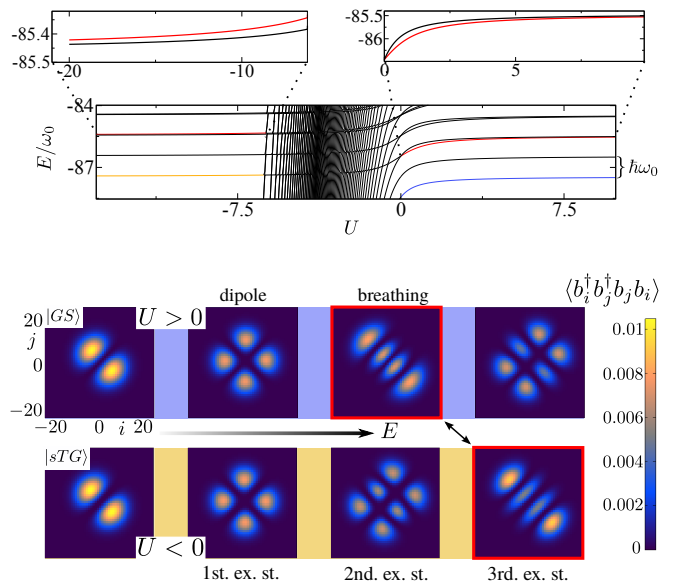 -85.4
-85.5
-20
-10
-85.5
-86
0
5
E/ω₀
-84
-87
-7.5
0
7.5
U
ħω₀
dipole
breathing
⟨b†ᵢb†ⱼbⱼbᵢ⟩
|GS⟩
U > 0
20
j
0
−20
−20
0
i
20
E
|sTG⟩
U < 0
1st. ex. st.
2nd. ex. st.
3rd. ex. st.
0.01
0.008
0.006
0.004
0.002
0